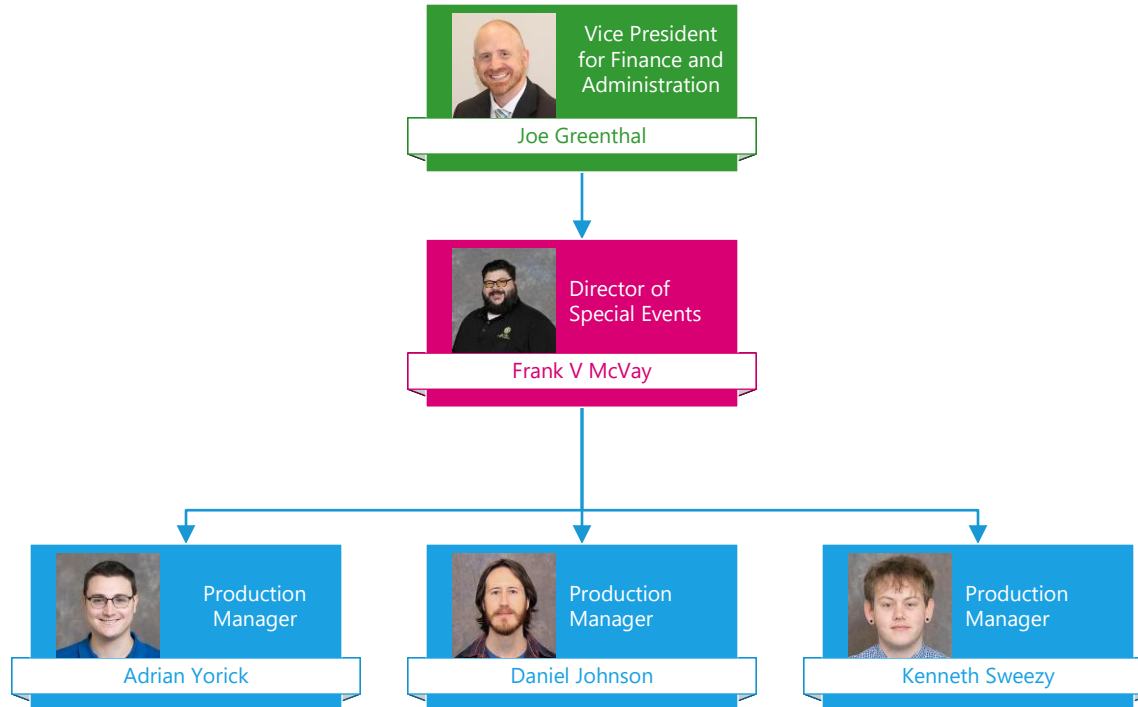 Vice President
for Finance and
Administration
Joe Greenthal
Director of
Special Events
Frank V McVay
Production
Manager
Adrian Yorick
Production
Manager
Daniel Johnson
Production
Manager
Kenneth Sweezy